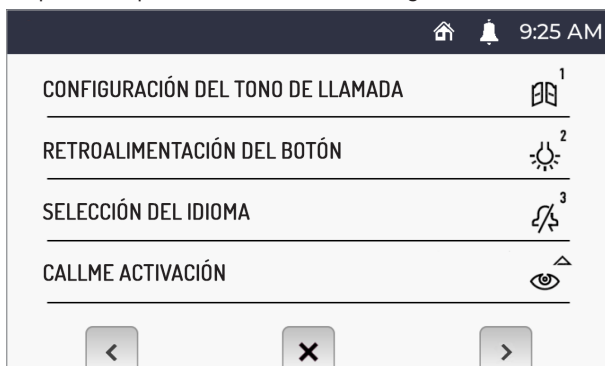 9:25 AM
CONFIGURACIÓN DEL TONO DE LLAMADA 1
RETROALIMENTACIÓN DEL BOTÓN 2
SELECCIÓN DEL IDIOMA 3
CALLME ACTIVACIÓN